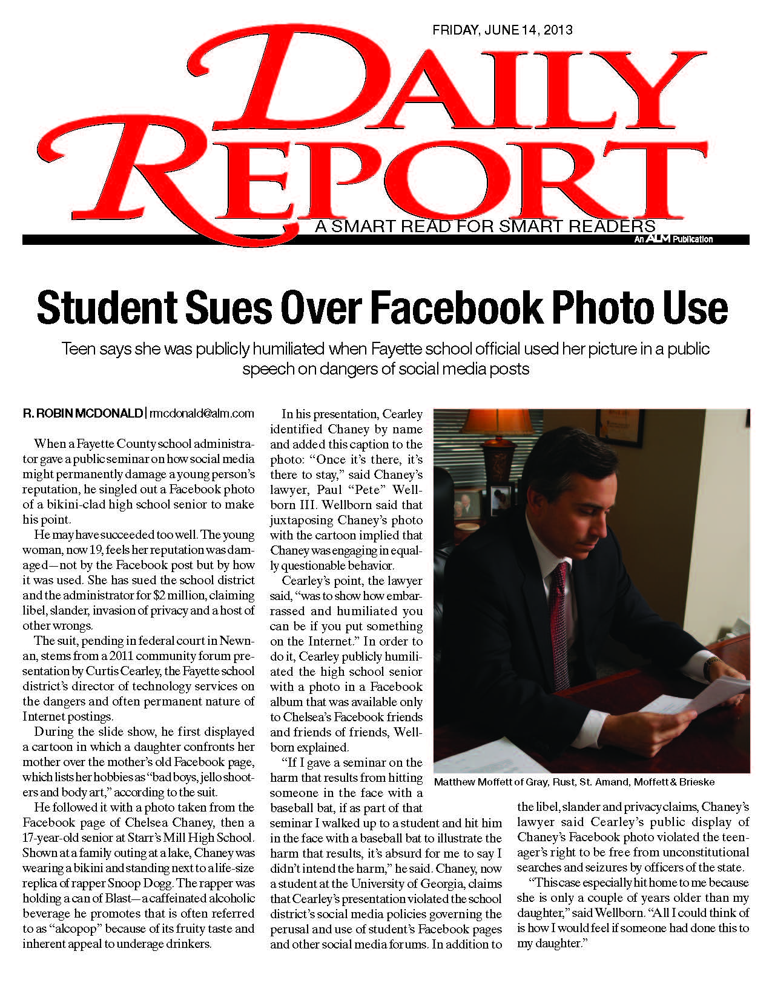 FRIDAY, JUNE 14, 2013
DAILY
REPORT
A SMART READ FOR SMART READERS
An ALM Publication
Student Sues Over Facebook Photo Use
Teen says she was publicly humiliated when Fayette school official used her picture in a public
speech on dangers of social media posts
R. ROBIN MCDONALD | rmcdonald@alm.com
When a Fayette County school administra-
tor gave a public seminar on how social media
might permanently damage a young person’s
reputation, he singled out a Facebook photo
of a bikini-clad high school senior to make
his point.
He may have succeeded too well. The young
woman, now 19, feels her reputation was dam-
aged—not by the Facebook post but by how
it was used. She has sued the school district
and the administrator for $2 million, claiming
libel, slander, invasion of privacy and a host of
other wrongs.
The suit, pending in federal court in Newn-
an, stems from a 2011 community forum pre-
sentation by Curtis Cearley, the Fayette school
district’s director of technology services on
the dangers and often permanent nature of
Internet postings.
During the slide show, he first displayed
a cartoon in which a daughter confronts her
mother over the mother’s old Facebook page,
which lists her hobbies as “bad boys, jello shoot-
ers and body art,” according to the suit.
He followed it with a photo taken from the
Facebook page of Chelsea Chaney, then a
17-year-old senior at Starr’s Mill High School.
Shown at a family outing at a lake, Chaney was
wearing a bikini and standing next to a life-size
replica of rapper Snoop Dogg. The rapper was
holding a can of Blast—a caffeinated alcoholic
beverage he promotes that is often referred
to as “alcopop” because of its fruity taste and
inherent appeal to underage drinkers.
In his presentation, Cearley
identified Chaney by name
and added this caption to the
photo: “Once it’s there, it’s
there to stay,” said Chaney’s
lawyer, Paul “Pete” Well-
born III. Wellborn said that
juxtaposing Chaney’s photo
with the cartoon implied that
Chaney was engaging in equal-
ly questionable behavior.
Cearley’s point, the lawyer
said, “was to show how embar-
rassed and humiliated you
can be if you put something
on the Internet.” In order to
do it, Cearley publicly humili-
ated the high school senior
with a photo in a Facebook
album that was available only
to Chelsea’s Facebook friends
and friends of friends, Well-
born explained.
“If I gave a seminar on the
harm that results from hitting
someone in the face with a
baseball bat, if as part of that
seminar I walked up to a student and hit him
in the face with a baseball bat to illustrate the
harm that results, it’s absurd for me to say I
didn’t intend the harm,” he said. Chaney, now
a student at the University of Georgia, claims
that Cearley’s presentation violated the school
district’s social media policies governing the
perusal and use of student’s Facebook pages
and other social media forums. In addition to
Matthew Moffett of Gray, Rust, St. Amand, Moffett & Brieske
the libel, slander and privacy claims, Chaney’s
lawyer said Cearley’s public display of
Chaney’s Facebook photo violated the teen-
ager’s right to be free from unconstitutional
searches and seizures by officers of the state.
“This case especially hit home to me because
she is only a couple of years older than my
daughter,” said Wellborn. “All I could think of
is how I would feel if someone had done this to
my daughter.”